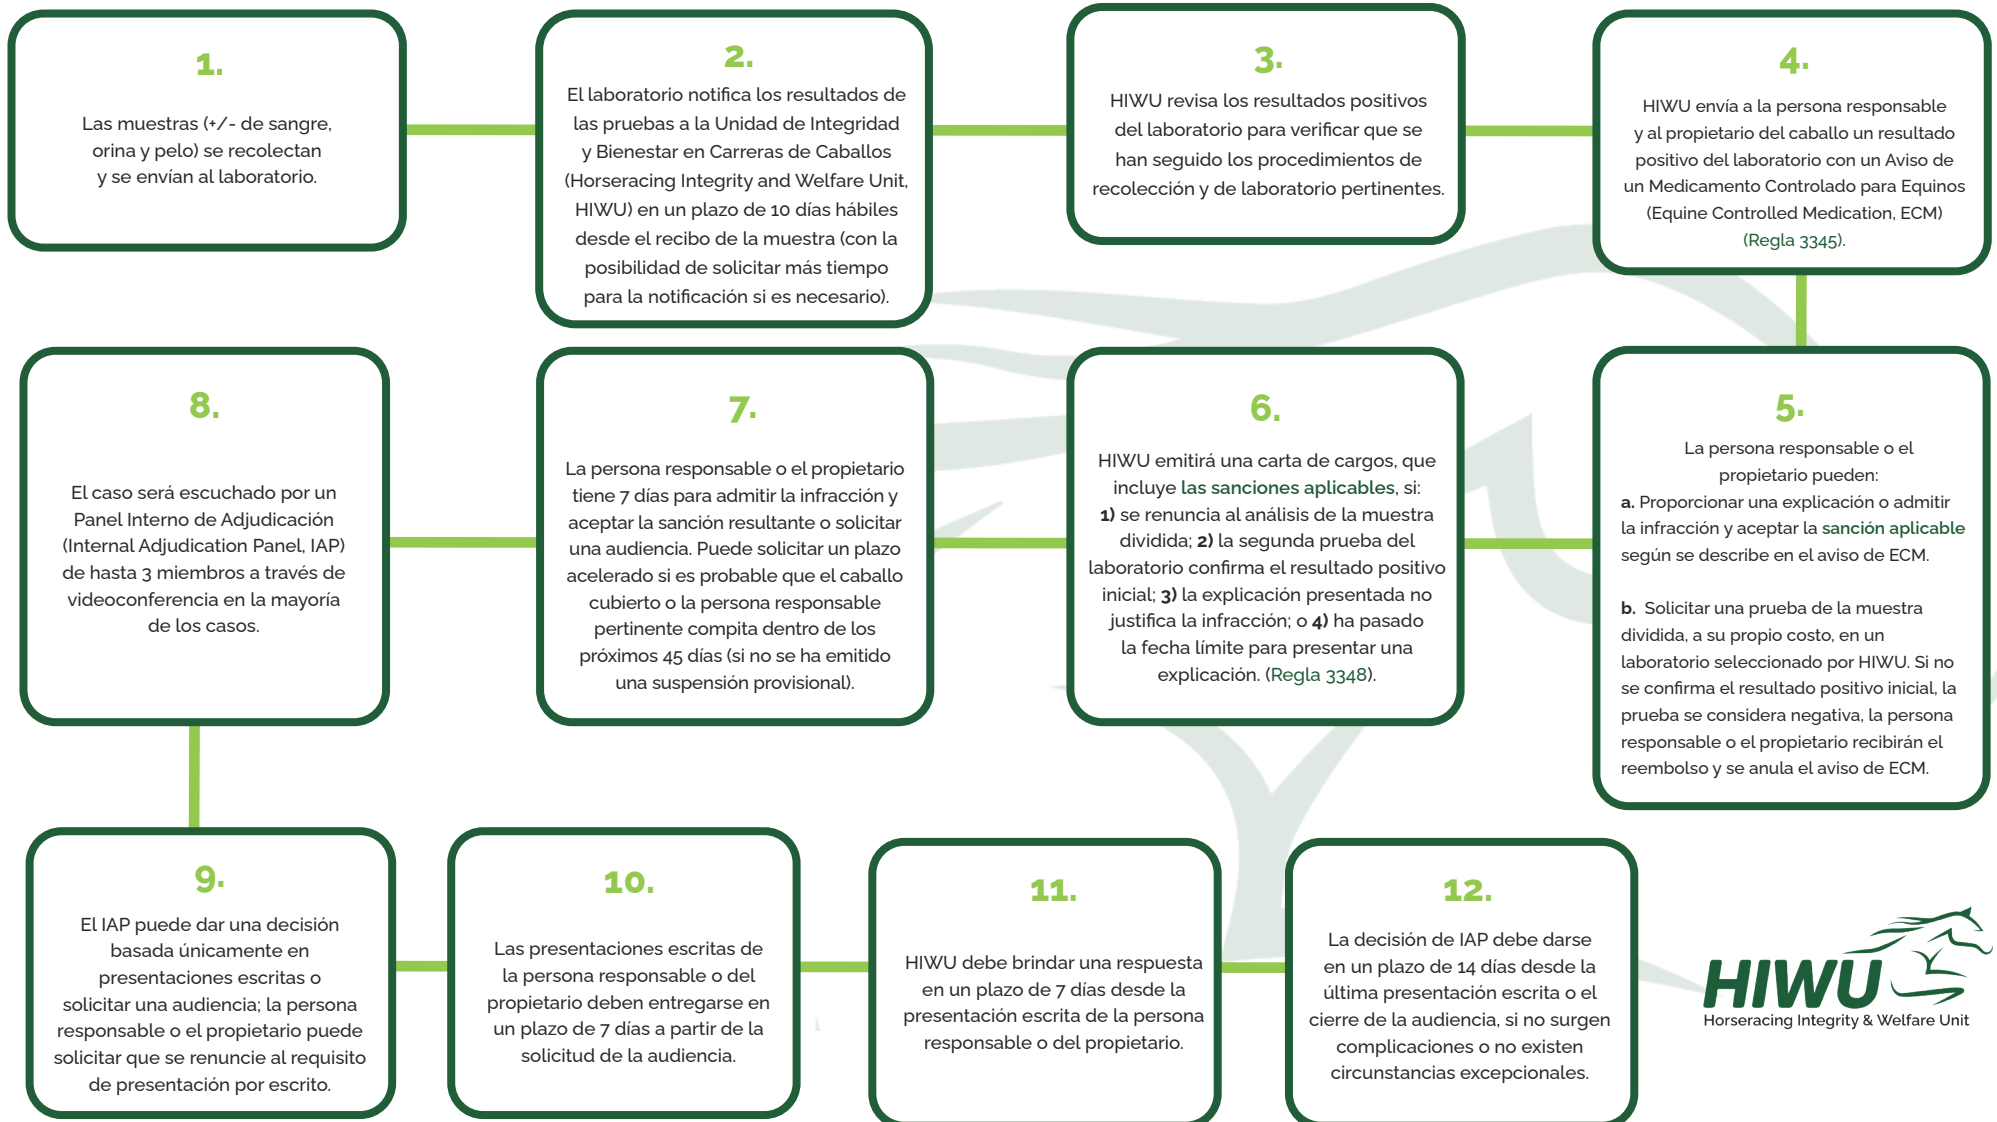 1.
Las muestras (+/- de sangre,
orina y pelo) se recolectan
y se envían al laboratorio.
2.
El laboratorio notifica los resultados de
las pruebas a la Unidad de Integridad
y Bienestar en Carreras de Caballos
(Horseracing Integrity and Welfare Unit,
HIWU) en un plazo de 10 días hábiles
desde el recibo de la muestra (con la
posibilidad de solicitar más tiempo
para la notificación si es necesario).
3.
HIWU revisa los resultados positivos
del laboratorio para verificar que se
han seguido los procedimientos de
recolección y de laboratorio pertinentes.
4.
HIWU envía a la persona responsable
y al propietario del caballo un resultado
positivo del laboratorio con un Aviso de
un Medicamento Controlado para Equinos
(Equine Controlled Medication, ECM)
(Regla 3345).
5.
La persona responsable o el
propietario pueden:
a. Proporcionar una explicación o admitir
la infracción y aceptar la sanción aplicable
según se describe en el aviso de ECM.
b. Solicitar una prueba de la muestra
dividida, a su propio costo, en un
laboratorio seleccionado por HIWU. Si no
se confirma el resultado positivo inicial, la
prueba se considera negativa, la persona
responsable o el propietario recibirán el
reembolso y se anula el aviso de ECM.
6.
HIWU emitirá una carta de cargos, que
incluye las sanciones aplicables, si:
1) se renuncia al análisis de la muestra
dividida; 2) la segunda prueba del
laboratorio confirma el resultado positivo
inicial; 3) la explicación presentada no
justifica la infracción; o 4) ha pasado
la fecha límite para presentar una
explicación. (Regla 3348).
7.
La persona responsable o el propietario
tiene 7 días para admitir la infracción y
aceptar la sanción resultante o solicitar
una audiencia. Puede solicitar un plazo
acelerado si es probable que el caballo
cubierto o la persona responsable
pertinente compita dentro de los
próximos 45 días (si no se ha emitido
una suspensión provisional).
8.
El caso será escuchado por un
Panel Interno de Adjudicación
(Internal Adjudication Panel, IAP)
de hasta 3 miembros a través de
videoconferencia en la mayoría
de los casos.
9.
El IAP puede dar una decisión
basada únicamente en
presentaciones escritas o
solicitar una audiencia; la persona
responsable o el propietario puede
solicitar que se renuncie al requisito
de presentación por escrito.
10.
Las presentaciones escritas de
la persona responsable o del
propietario deben entregarse en
un plazo de 7 días a partir de la
solicitud de la audiencia.
11.
HIWU debe brindar una respuesta
en un plazo de 7 días desde la
presentación escrita de la persona
responsable o del propietario.
12.
La decisión de IAP debe darse
en un plazo de 14 días desde la
última presentación escrita o el
cierre de la audiencia, si no surgen
complicaciones o no existen
circunstancias excepcionales.
HIWU
Horseracing Integrity & Welfare Unit